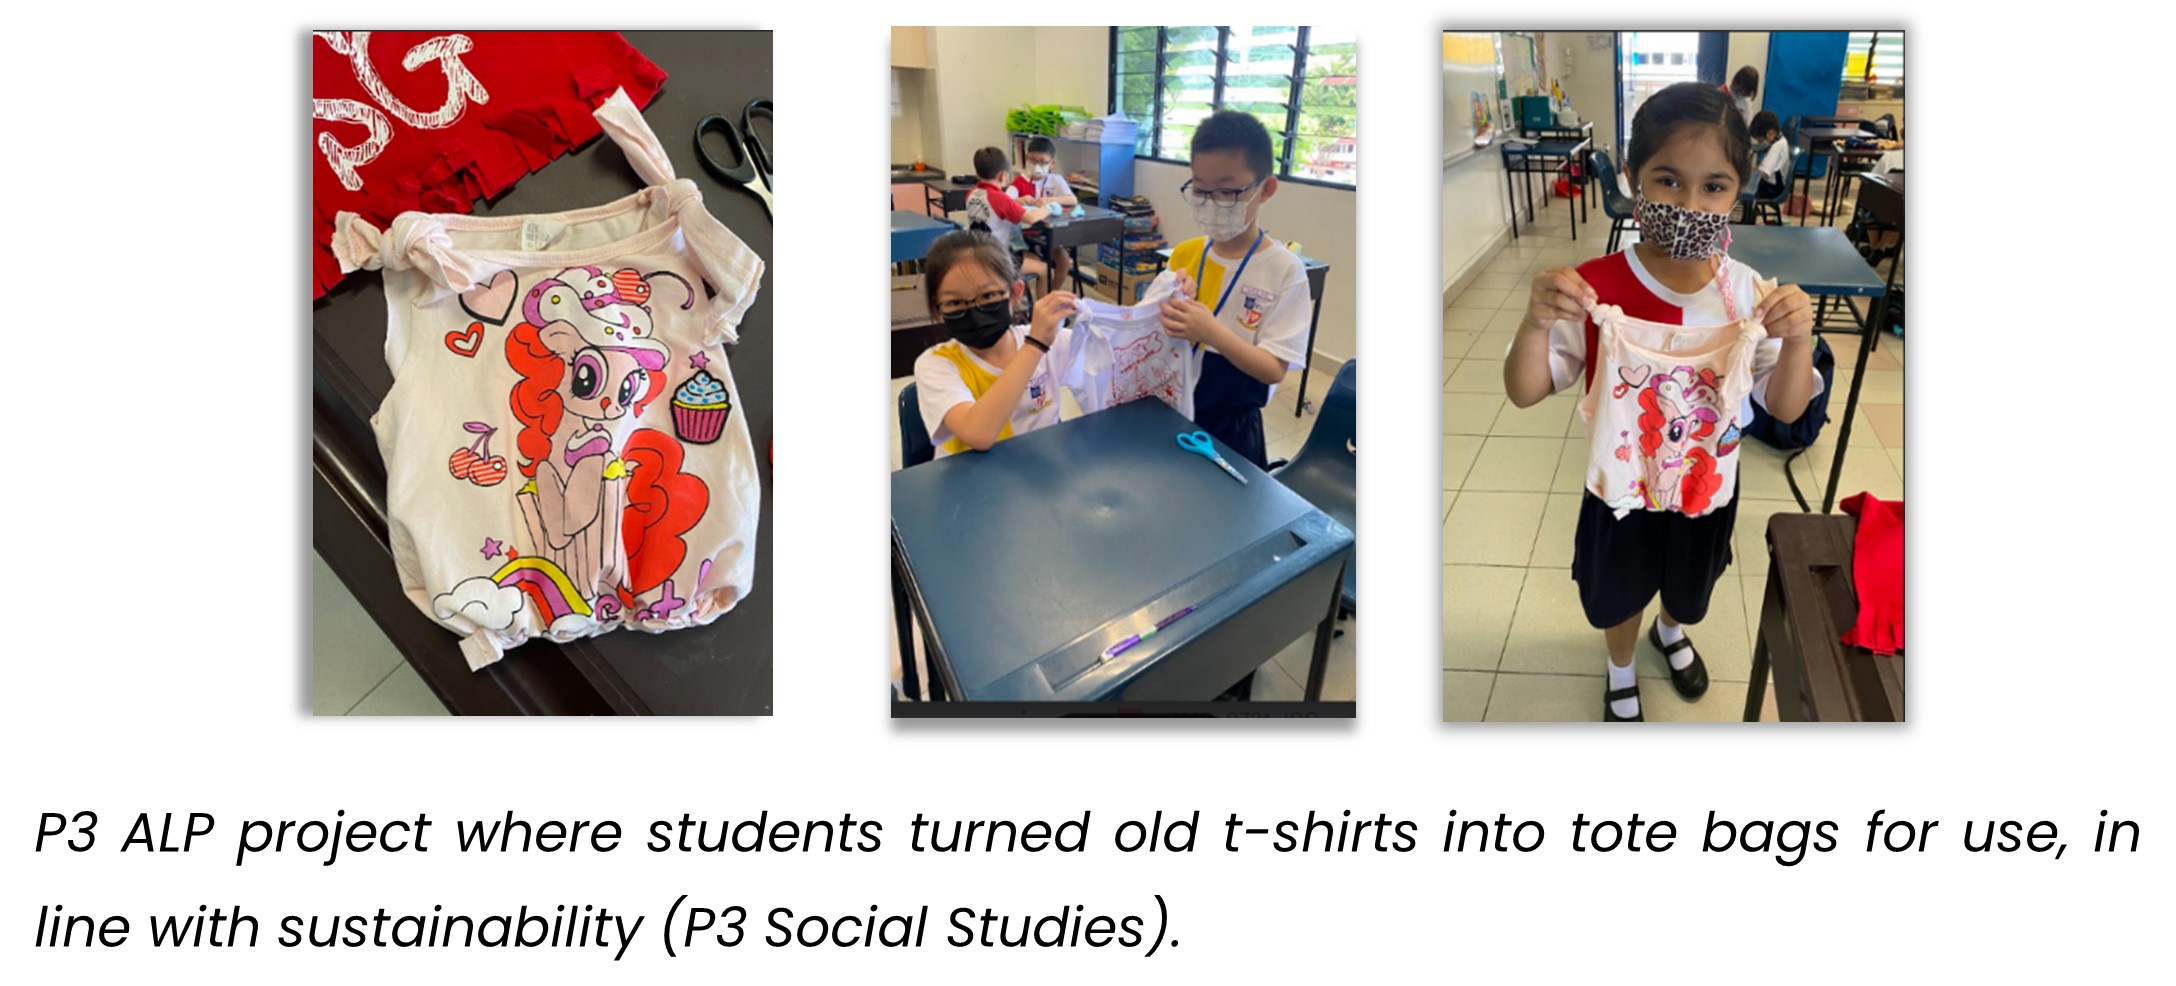 SG
P3 ALP project where students turned old t-shirts into tote bags for use, in
line with sustainability (P3 Social Studies).